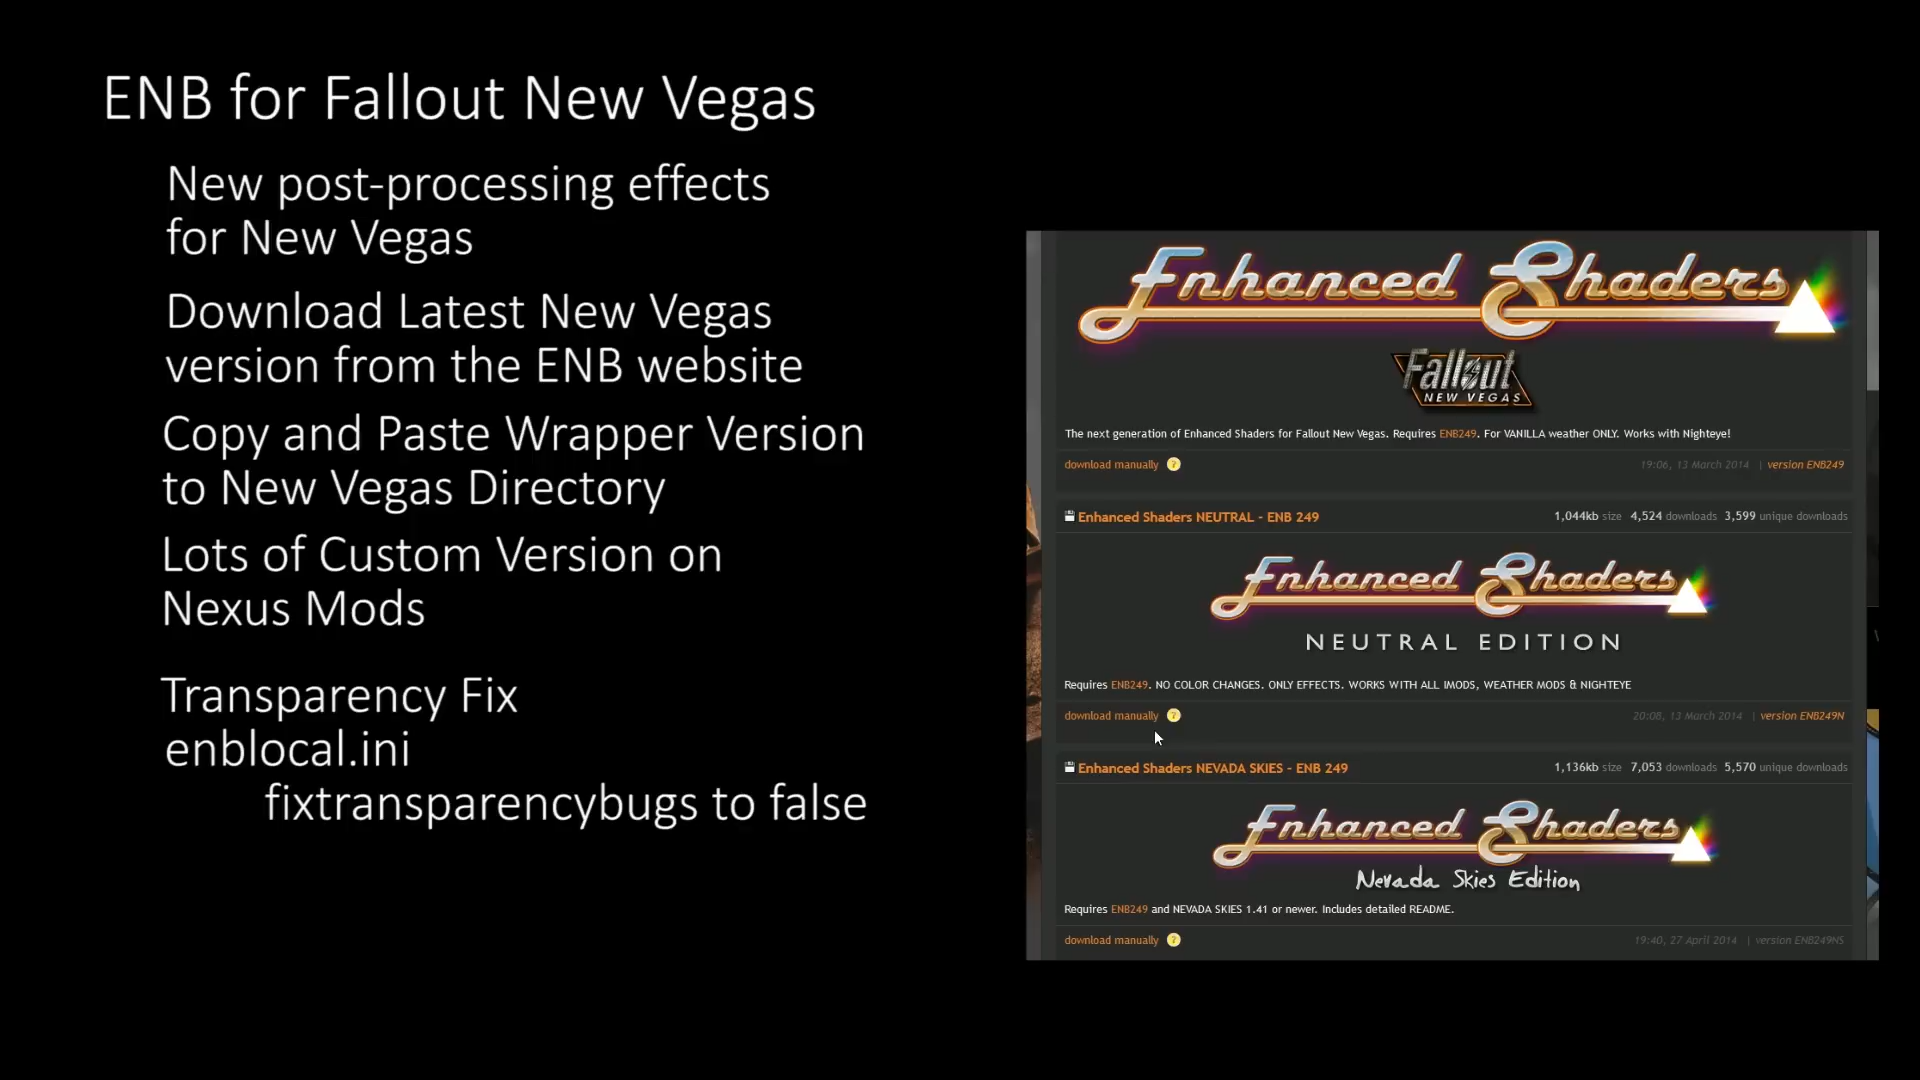 ENB for Fallout New Vegas
New post-processing effects
for New Vegas
Download Latest New Vegas
version from the ENB website
Copy and Paste Wrapper Version
to New Vegas Directory
Lots of Custom Version on
Nexus Mods
Transparency Fix
enblocal.ini
fixtransparencybugs to false
Enhanced Shaders
Fallout
NEW VEGAS
The next generation of Enhanced Shaders for Fallout New Vegas. Requires ENB249. For VANILLA weather ONLY. Works with Nighteye!
download manually ? 19:06, 13 March 2014 | version ENB249
Enhanced Shaders NEUTRAL - ENB 249 1,044kb size 4,524 downloads 3,599 unique downloads
Enhanced Shaders
NEUTRAL EDITION
Requires ENB249. NO COLOR CHANGES. ONLY EFFECTS. WORKS WITH ALL IMODS, WEATHER MODS & NIGHTEYE
download manually ? 20:08, 13 March 2014 | version ENB249N
Enhanced Shaders NEVADA SKIES - ENB 249 1,136kb size 7,053 downloads 5,570 unique downloads
Enhanced Shaders
Nevada Skies Edition
Requires ENB249 and NEVADA SKIES 1.41 or newer. Includes detailed README.
download manually ? 19:40, 27 April 2014 | version ENB249NS